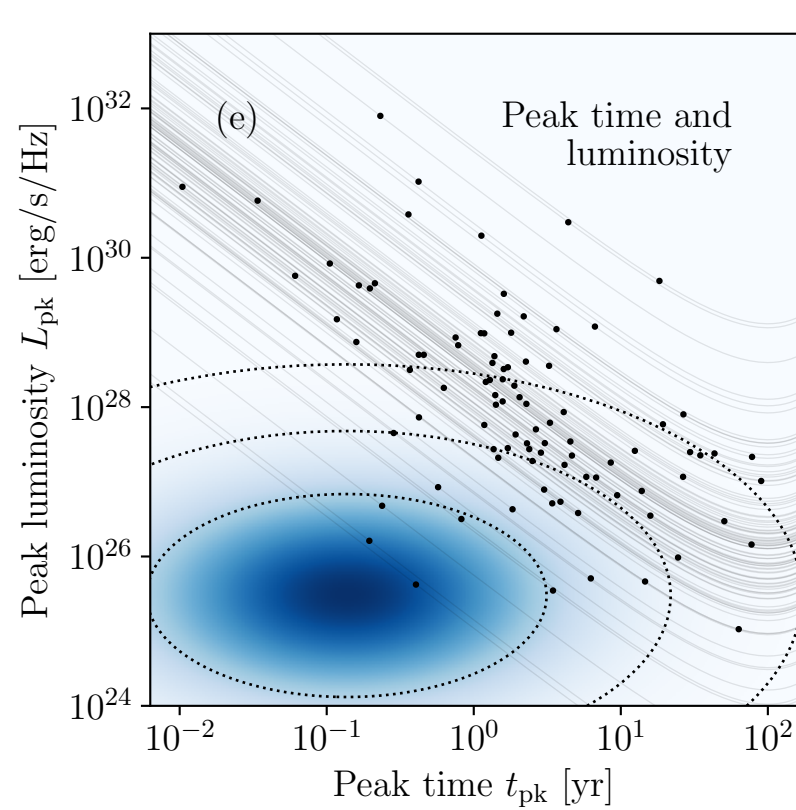 (e)
Peak time and
luminosity
Peak luminosity L_pk [erg/s/Hz]
10^32
10^30
10^28
10^26
10^24
10^−2
10^−1
10^0
10^1
10^2
Peak time t_pk [yr]